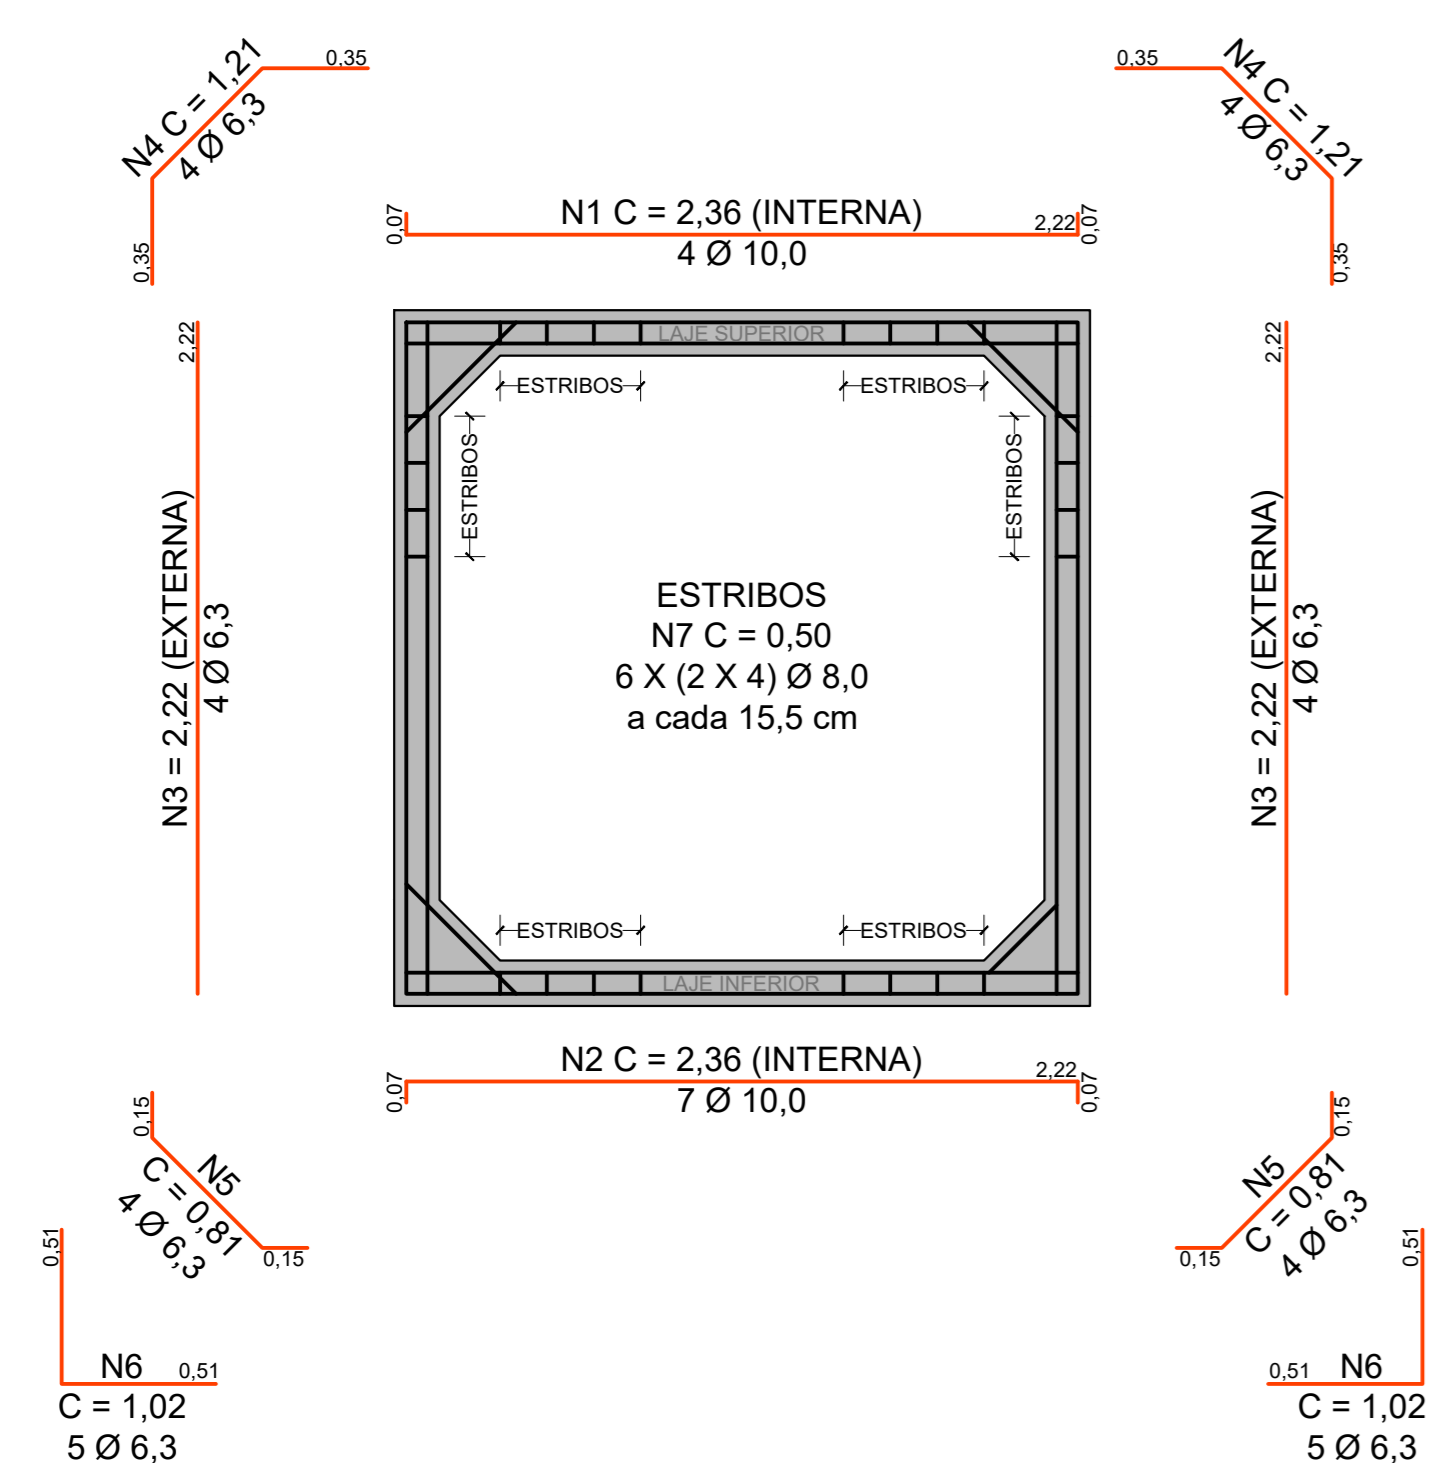 N4 C = 1,21
4 Ø 6,3
0,35
0,35
0,35
N4 C = 1,21
4 Ø 6,3
0,35
0,07
N1 C = 2,36 (INTERNA)
2,22
0,07
4 Ø 10,0
2,22
N3 = 2,22 (EXTERNA)
4 Ø 6,3
LAJE SUPERIOR
ESTRIBOS
ESTRIBOS
ESTRIBOS
ESTRIBOS
ESTRIBOS
N7 C = 0,50
6 X (2 X 4) Ø 8,0
a cada 15,5 cm
2,22
N3 = 2,22 (EXTERNA)
4 Ø 6,3
ESTRIBOS
ESTRIBOS
LAJE INFERIOR
0,07
N2 C = 2,36 (INTERNA)
2,22
0,07
7 Ø 10,0
0,15
N5
C = 0,81
4 Ø 6,3
0,15
0,15
N5
C = 0,81
4 Ø 6,3
0,15
0,51
N6
0,51
C = 1,02
5 Ø 6,3
0,51
0,51
N6
C = 1,02
5 Ø 6,3